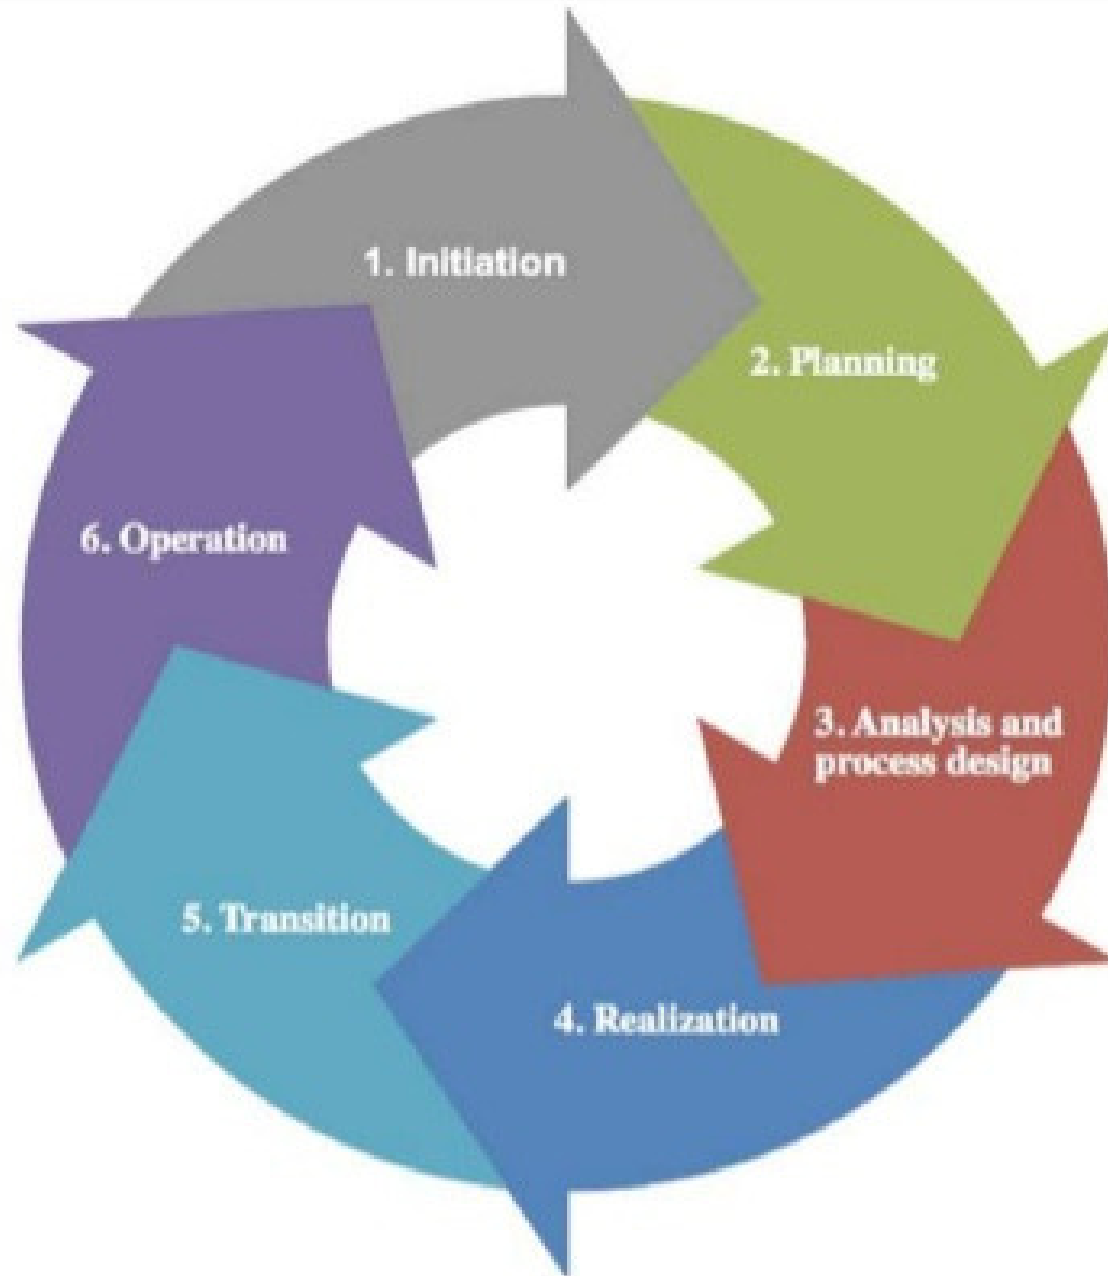 1. Initiation
2. Planning
3. Analysis and
process design
4. Realization
5. Transition
6. Operation